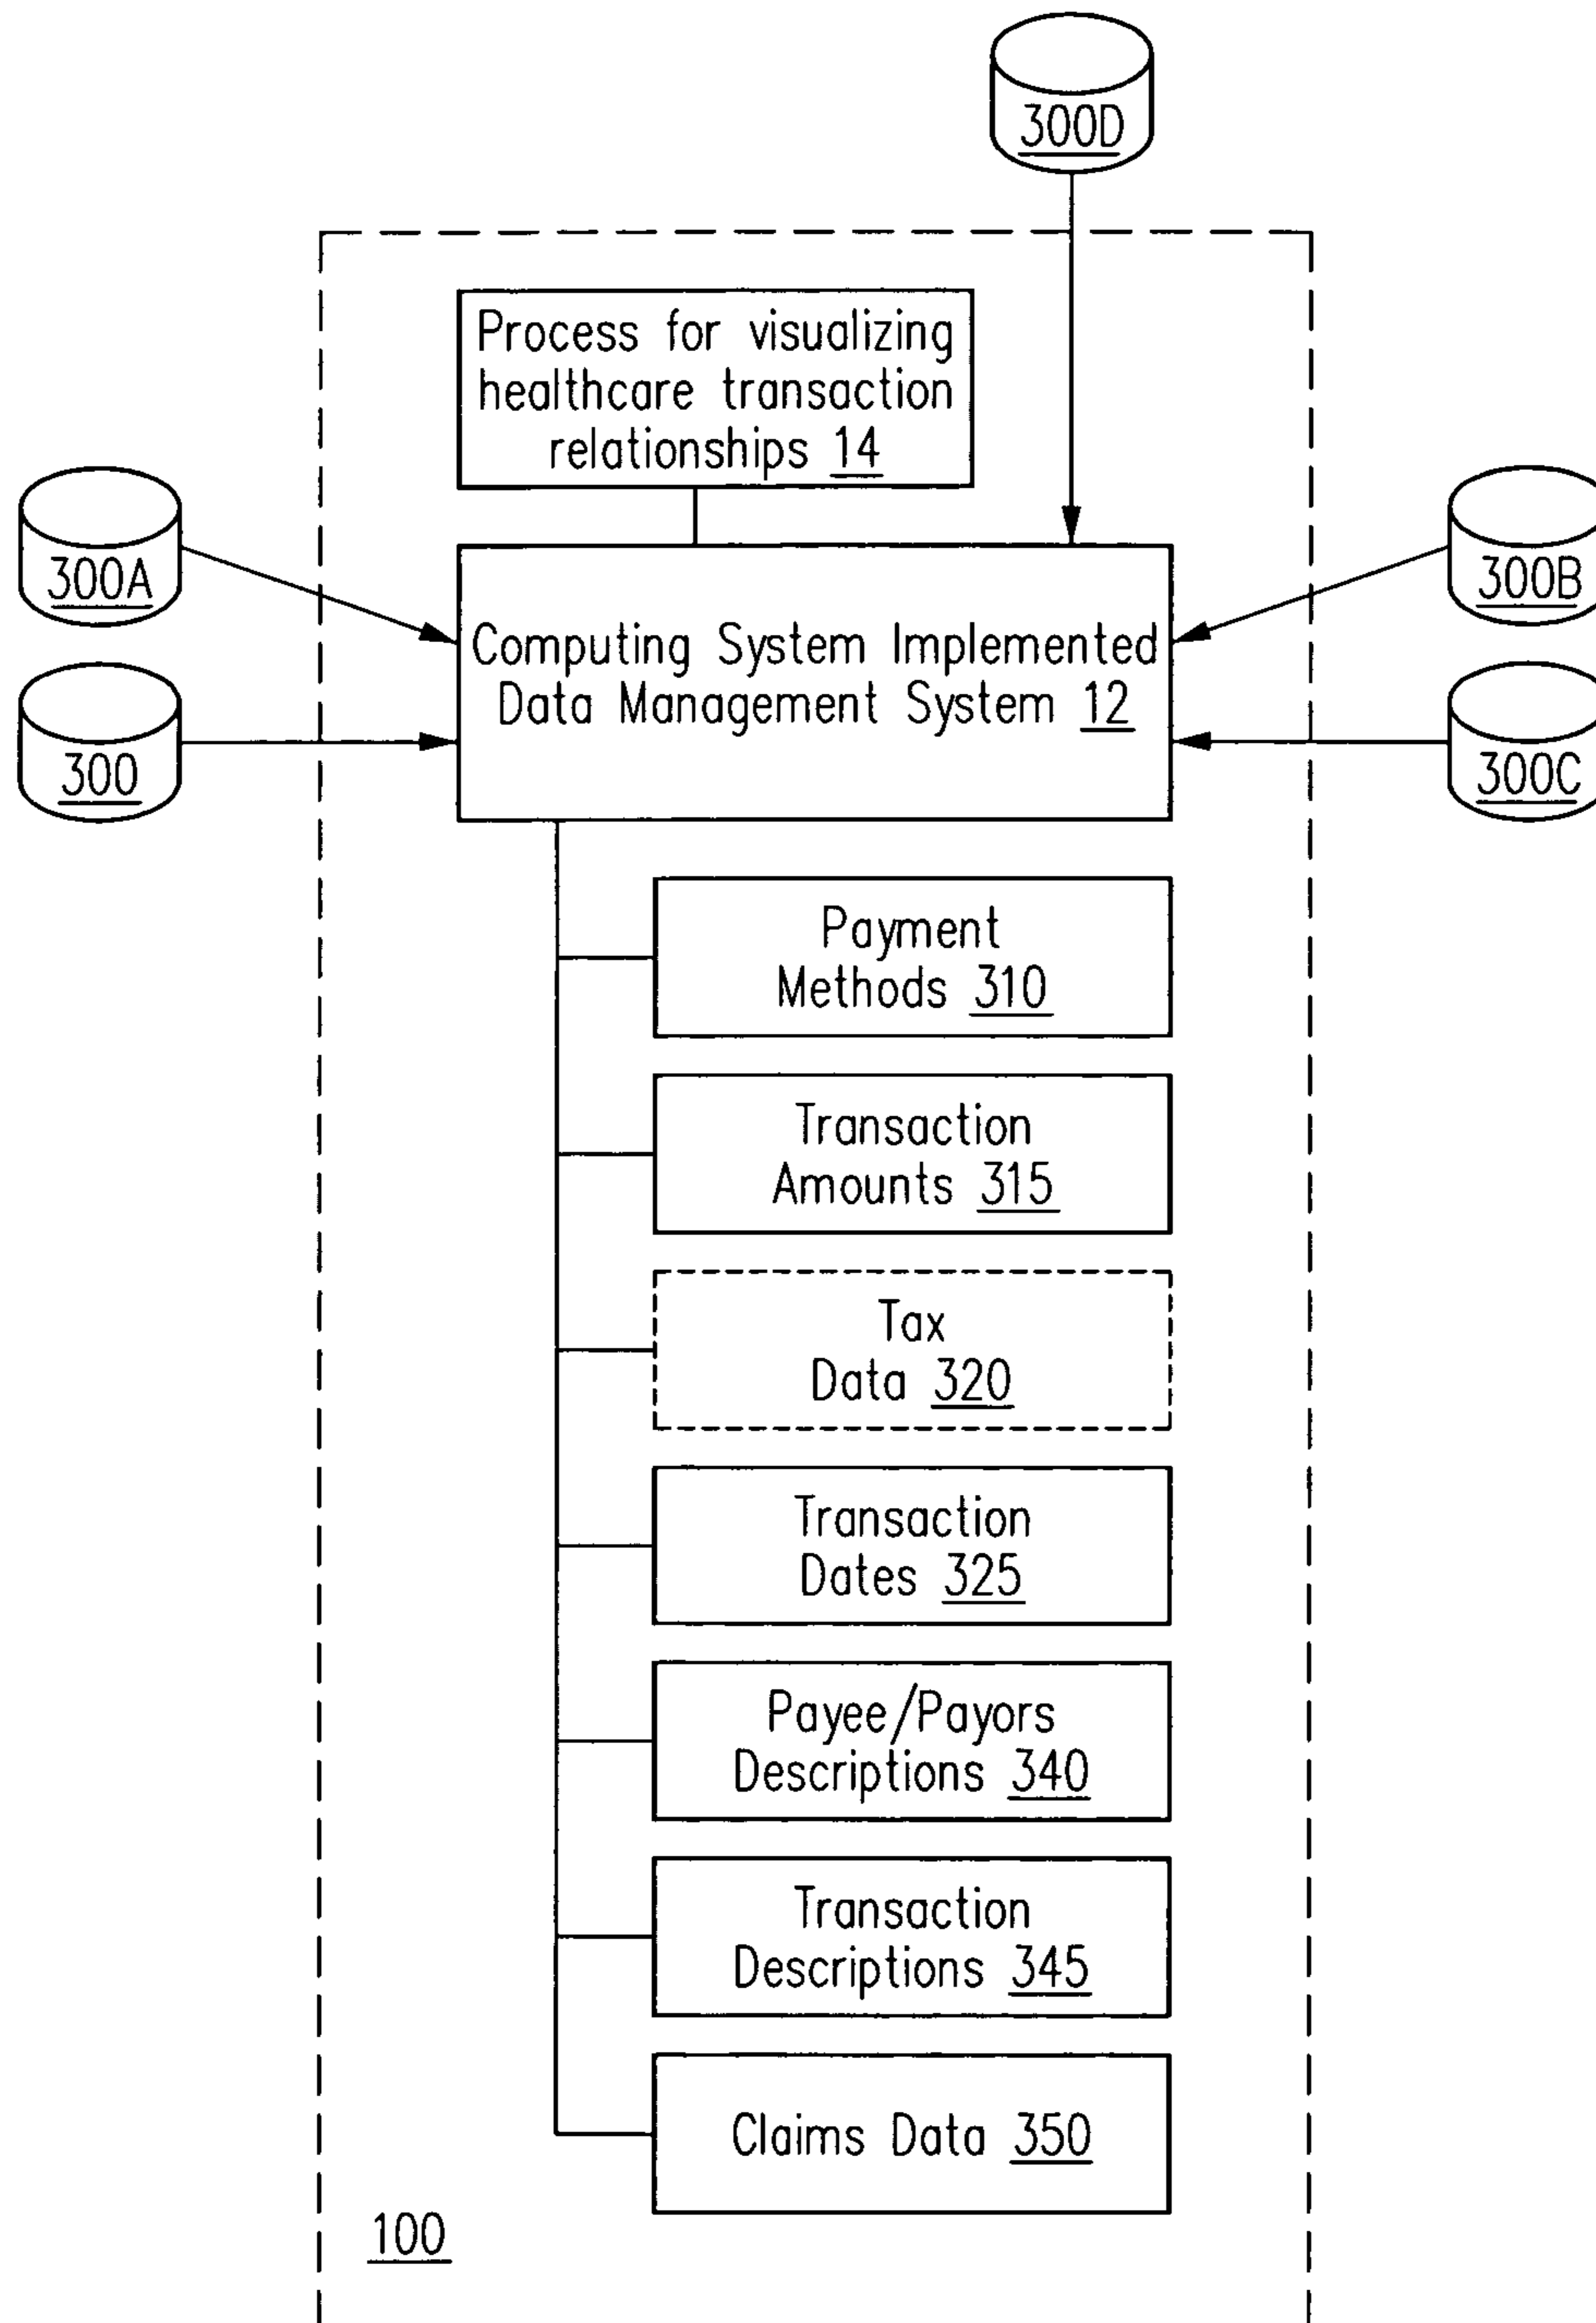 300D
Process for visualizing
healthcare transaction
relationships 14
300A
300B
Computing System Implemented
Data Management System 12
300
300C
Payment
Methods 310
Transaction
Amounts 315
Tax
Data 320
Transaction
Dates 325
Payee/Payors
Descriptions 340
Transaction
Descriptions 345
Claims Data 350
100